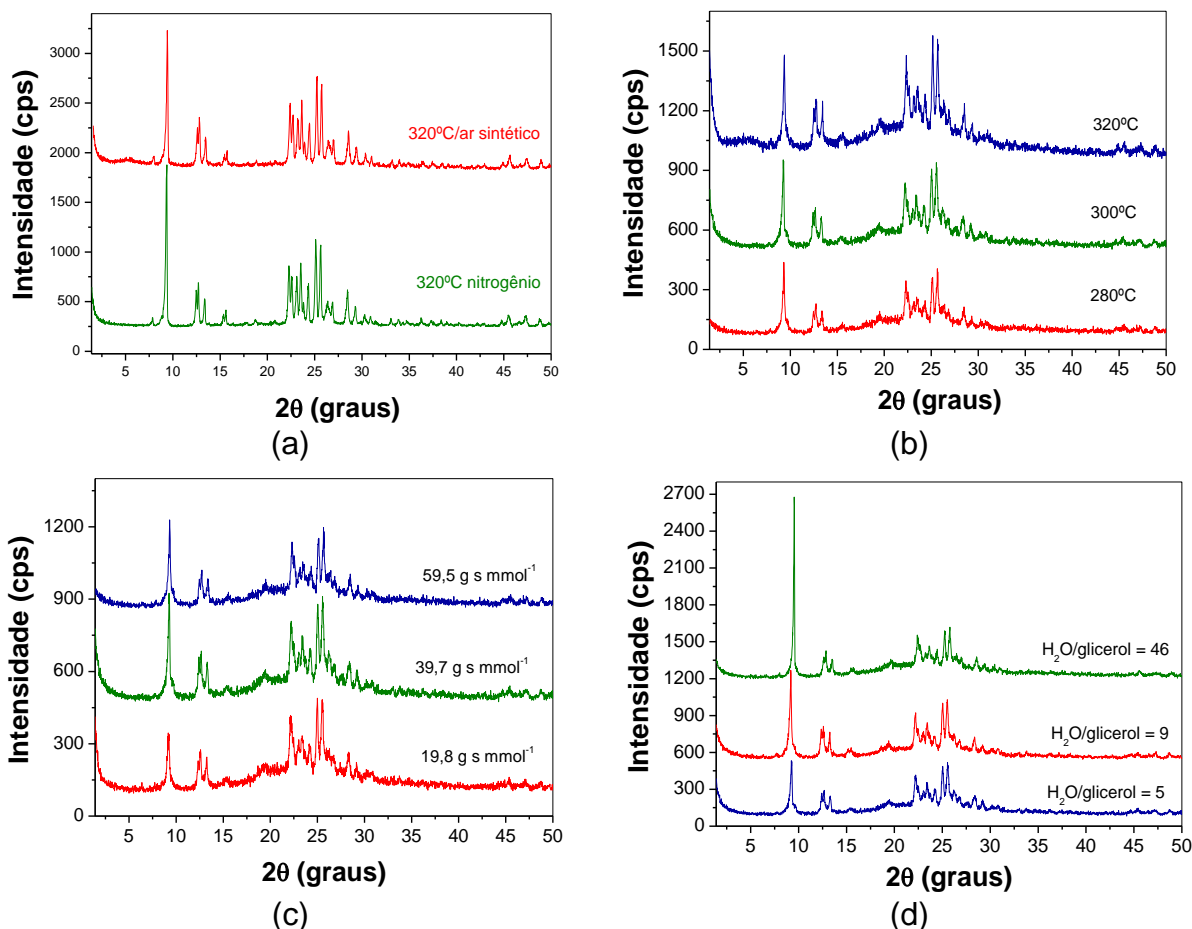 Intensidade (cps)
3500
3000
2500
2000
1500
1000
500
0
320ºC/ar sintético
320ºC nitrogênio
5 10 15 20 25 30 35 40 45 50
2θ (graus)
(a)
Intensidade (cps)
1500
1200
900
600
300
0
320ºC
300ºC
280ºC
5 10 15 20 25 30 35 40 45 50
2θ (graus)
(b)
Intensidade (cps)
1200
900
600
300
0
59,5 g s mmol⁻¹
39,7 g s mmol⁻¹
19,8 g s mmol⁻¹
5 10 15 20 25 30 35 40 45 50
2θ (graus)
(c)
Intensidade (cps)
2700
2400
2100
1800
1500
1200
900
600
300
0
H₂O/glicerol = 46
H₂O/glicerol = 9
H₂O/glicerol = 5
5 10 15 20 25 30 35 40 45 50
2θ (graus)
(d)